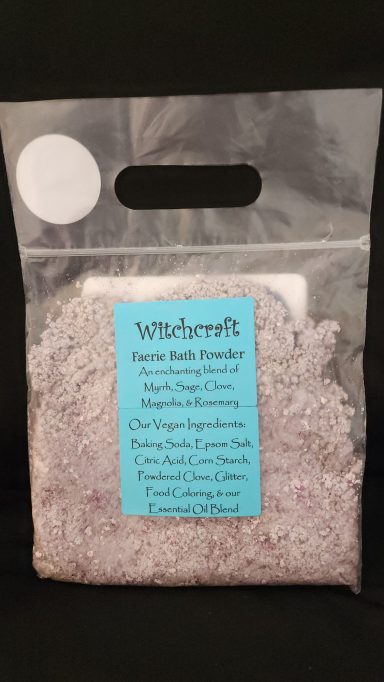 Witchcraft
Faerie Bath Powder
An enchanting blend of
Myrrh, Sage, Clove,
Magnolia, & Rosemary
Our Vegan Ingredients:
Baking Soda, Epsom Salt,
Citric Acid, Corn Starch,
Powdered Clove, Glitter,
Food Coloring, & our
Essential Oil Blend